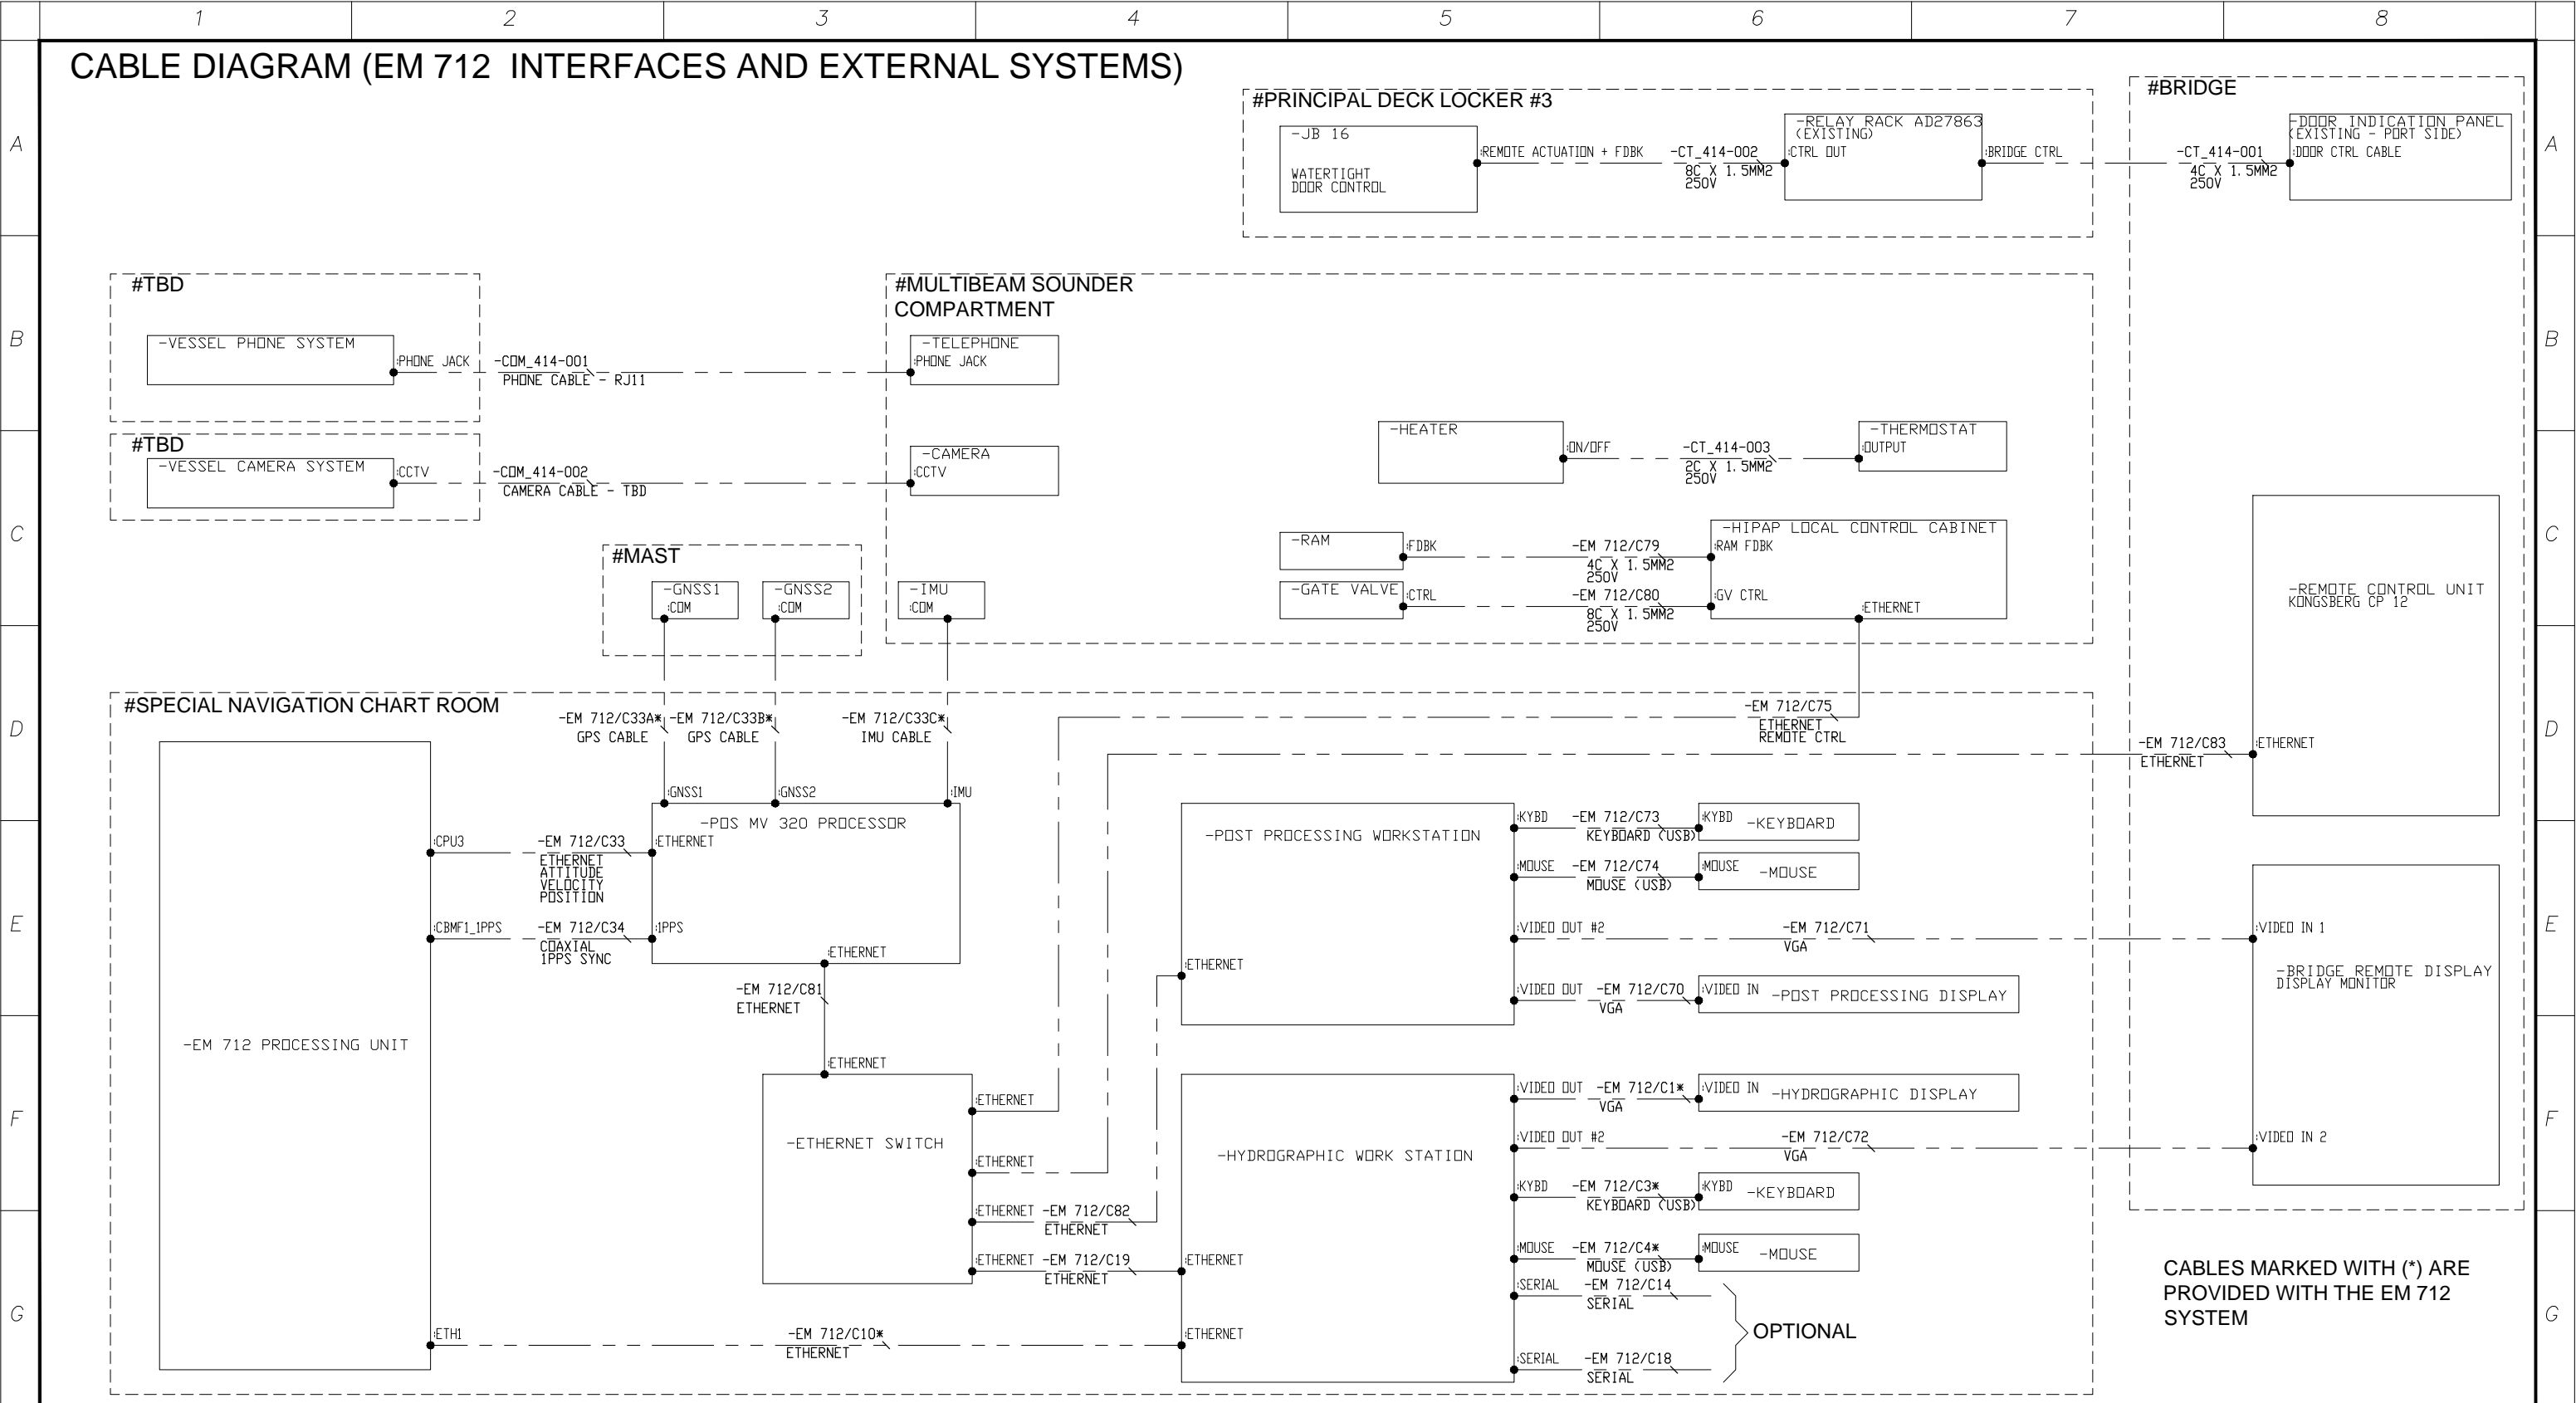 1 2 3 4 5 6 7 8
CABLE DIAGRAM (EM 712 INTERFACES AND EXTERNAL SYSTEMS)
A
#PRINCIPAL DECK LOCKER #3
-JB 16
WATERTIGHT
DOOR CONTROL
:REMOTE ACTUATION + FDBK
-CT_414-002
8C X 1.5MM2
250V
-RELAY RACK AD27863
(EXISTING)
:CTRL OUT
:BRIDGE CTRL
#BRIDGE
-CT_414-001
4C X 1.5MM2
250V
-DOOR INDICATION PANEL
(EXISTING - PORT SIDE)
:DOOR CTRL CABLE
A
B
#TBD
-VESSEL PHONE SYSTEM
:PHONE JACK
-COM_414-001
PHONE CABLE - RJ11
#MULTIBEAM SOUNDER
COMPARTMENT
-TELEPHONE
:PHONE JACK
B
#TBD
-VESSEL CAMERA SYSTEM
:CCTV
-COM_414-002
CAMERA CABLE - TBD
-CAMERA
:CCTV
-HEATER
:ON/OFF
-CT_414-003
2C X 1.5MM2
250V
-THERMOSTAT
:OUTPUT
C
#MAST
-GNSS1
:COM
-GNSS2
:COM
-IMU
:COM
-RAM
:FDBK
-EM 712/C79
4C X 1.5MM2
250V
-GATE VALVE
:CTRL
-EM 712/C80
8C X 1.5MM2
250V
-HIPAP LOCAL CONTROL CABINET
:RAM FDBK
:GV CTRL
:ETHERNET
-REMOTE CONTROL UNIT
KONGSBERG CP 12
C
D
#SPECIAL NAVIGATION CHART ROOM
-EM 712/C33A*
GPS CABLE
-EM 712/C33B*
GPS CABLE
-EM 712/C33C*
IMU CABLE
-EM 712/C75
ETHERNET
REMOTE CTRL
-EM 712/C83
ETHERNET
:ETHERNET
D
:GNSS1
:GNSS2
:IMU
-POS MV 320 PROCESSOR
:CPU3
-EM 712/C33
ETHERNET
ATTITUDE
VELOCITY
POSITION
:ETHERNET
E
:CBMF1_1PPS
-EM 712/C34
COAXIAL
1PPS SYNC
:1PPS
:ETHERNET
-EM 712/C81
ETHERNET
-POST PROCESSING WORKSTATION
:ETHERNET
:KYBD
-EM 712/C73
KEYBOARD (USB)
:KYBD
-KEYBOARD
:MOUSE
-EM 712/C74
MOUSE (USB)
:MOUSE
-MOUSE
:VIDEO OUT #2
-EM 712/C71
VGA
:VIDEO IN 1
:VIDEO OUT
-EM 712/C70
VGA
:VIDEO IN
-POST PROCESSING DISPLAY
-BRIDGE REMOTE DISPLAY
DISPLAY MONITOR
E
-EM 712 PROCESSING UNIT
:ETHERNET
F
-ETHERNET SWITCH
:ETHERNET
:ETHERNET
:ETHERNET
-EM 712/C82
ETHERNET
:ETHERNET
-EM 712/C19
ETHERNET
:ETHERNET
-HYDROGRAPHIC WORK STATION
:VIDEO OUT
-EM 712/C1*
VGA
:VIDEO IN
-HYDROGRAPHIC DISPLAY
:VIDEO OUT #2
-EM 712/C72
VGA
:VIDEO IN 2
F
:KYBD
-EM 712/C3*
KEYBOARD (USB)
:KYBD
-KEYBOARD
:MOUSE
-EM 712/C4*
MOUSE (USB)
:MOUSE
-MOUSE
G
:SERIAL
-EM 712/C14
SERIAL
OPTIONAL
:SERIAL
-EM 712/C18
SERIAL
:ETH1
-EM 712/C10*
ETHERNET
:ETHERNET
CABLES MARKED WITH (*) ARE
PROVIDED WITH THE EM 712
SYSTEM
G